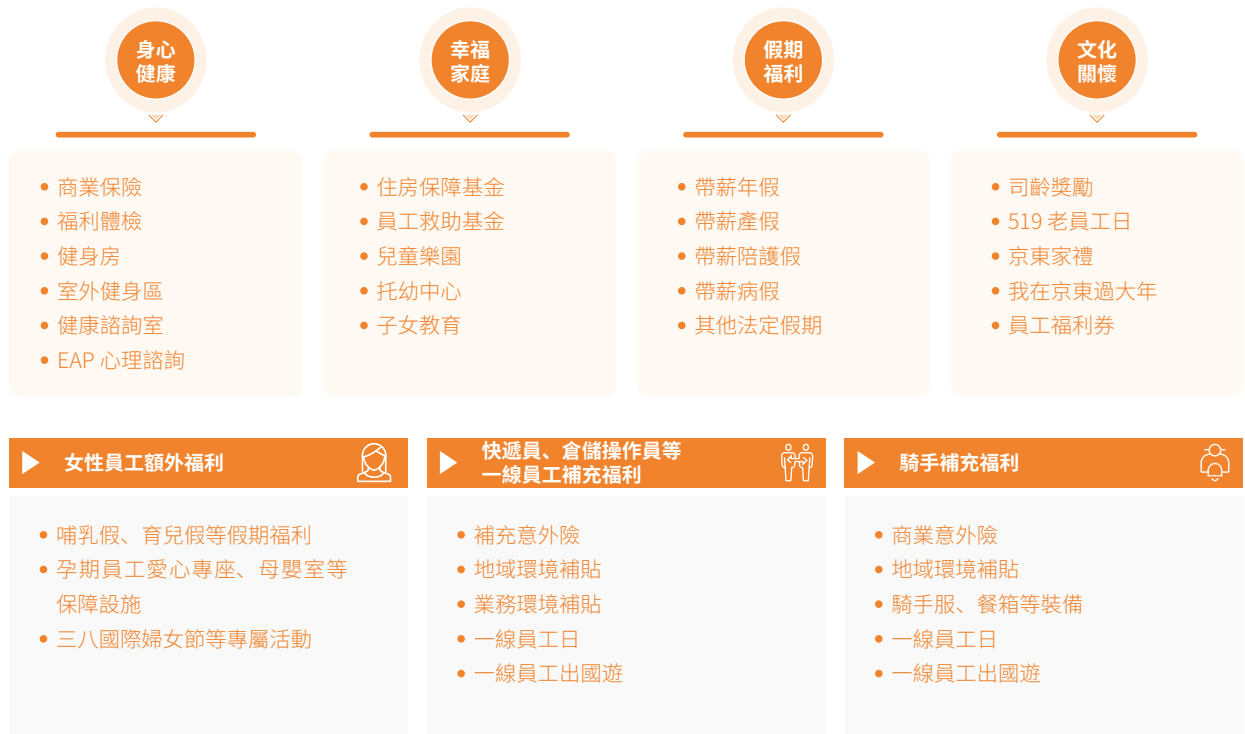 身心
健康
商業保險
福利體檢
健身房
室外健身區
健康諮詢室
EAP 心理諮詢
幸福
家庭
住房保障基金
員工救助基金
兒童樂園
托幼中心
子女教育
假期
福利
帶薪年假
帶薪產假
帶薪陪護假
帶薪病假
其他法定假期
文化
關懷
司齡獎勵
519 老員工日
京東家禮
我在京東過大年
員工福利券
女性員工額外福利
哺乳假、育兒假等假期福利
孕期員工愛心專座、母嬰室等
保障設施
三八國際婦女節等專屬活動
快遞員、倉儲操作員等
一線員工補充福利
補充意外險
地域環境補貼
業務環境補貼
一線員工日
一線員工出國遊
騎手補充福利
商業意外險
地域環境補貼
騎手服、餐箱等裝備
一線員工日
一線員工出國遊